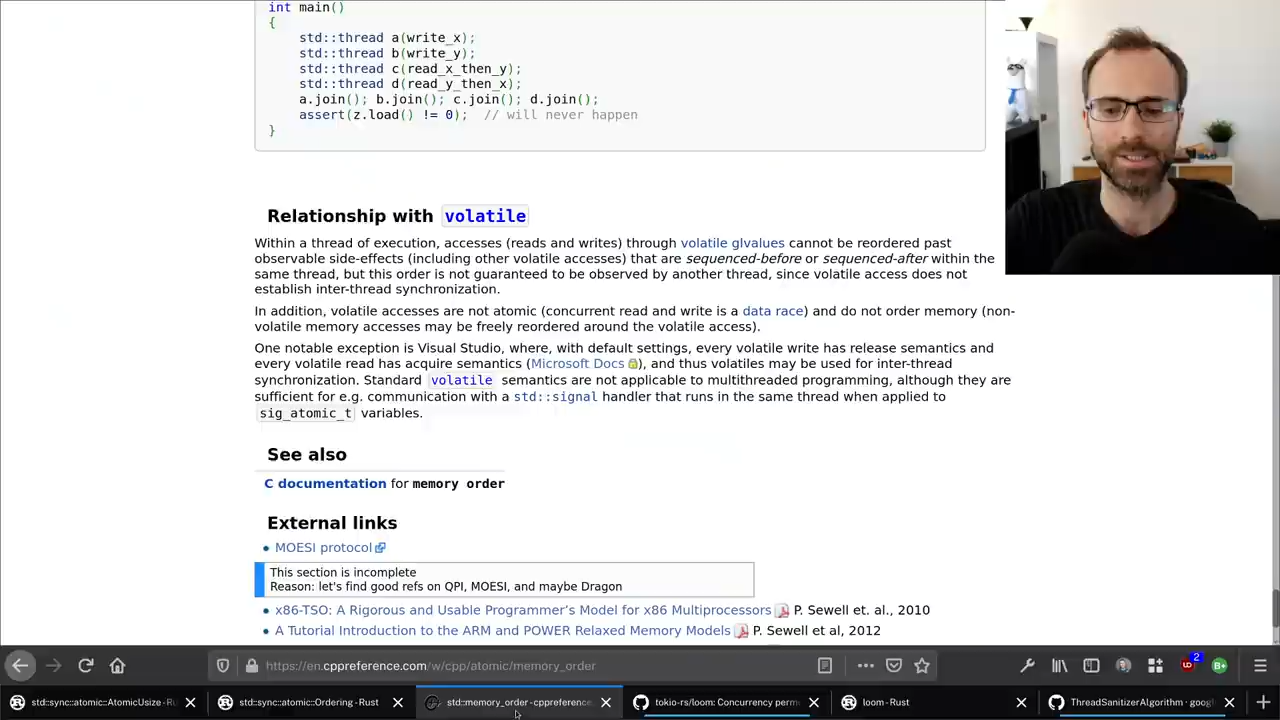 int main()
{
std::thread a(write_x);
std::thread b(write_y);
std::thread c(read_x_then_y);
std::thread d(read_y_then_x);
a.join(); b.join(); c.join(); d.join();
assert(z.load() != 0);  // will never happen
}
Relationship with volatile
Within a thread of execution, accesses (reads and writes) through volatile glvalues cannot be reordered past
observable side-effects (including other volatile accesses) that are sequenced-before or sequenced-after within the
same thread, but this order is not guaranteed to be observed by another thread, since volatile access does not
establish inter-thread synchronization.
In addition, volatile accesses are not atomic (concurrent read and write is a data race) and do not order memory (non-
volatile memory accesses may be freely reordered around the volatile access).
One notable exception is Visual Studio, where, with default settings, every volatile write has release semantics and
every volatile read has acquire semantics (Microsoft Docs), and thus volatiles may be used for inter-thread
synchronization. Standard volatile semantics are not applicable to multithreaded programming, although they are
sufficient for e.g. communication with a std::signal handler that runs in the same thread when applied to
sig_atomic_t variables.
See also
C documentation for memory order
External links
MOESI protocol
This section is incomplete
Reason: let's find good refs on QPI, MOESI, and maybe Dragon
x86-TSO: A Rigorous and Usable Programmer's Model for x86 Multiprocessors P. Sewell et. al., 2010
A Tutorial Introduction to the ARM and POWER Relaxed Memory Models P. Sewell et al, 2012
https://en.cppreference.com/w/cpp/atomic/memory_order
2
std::sync::atomic::AtomicUsize - Ru
std::sync::atomic::Ordering - Rust
std::memory_order - cppreference.
tokio-rs/loom: Concurrency perm
loom - Rust
ThreadSanitizerAlgorithm · googl